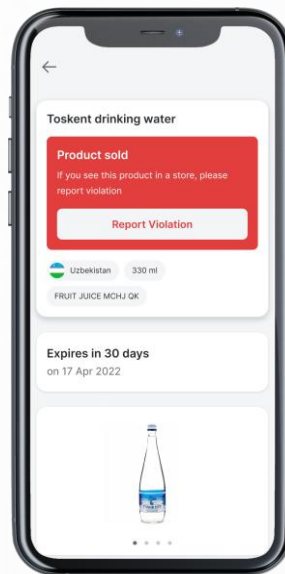 Toskent drinking water
Product sold
If you see this product in a store, please
report violation
Report Violation
Uzbekistan
330 ml
FRUIT JUICE MCHJ QK
Expires in 30 days
on 17 Apr 2022